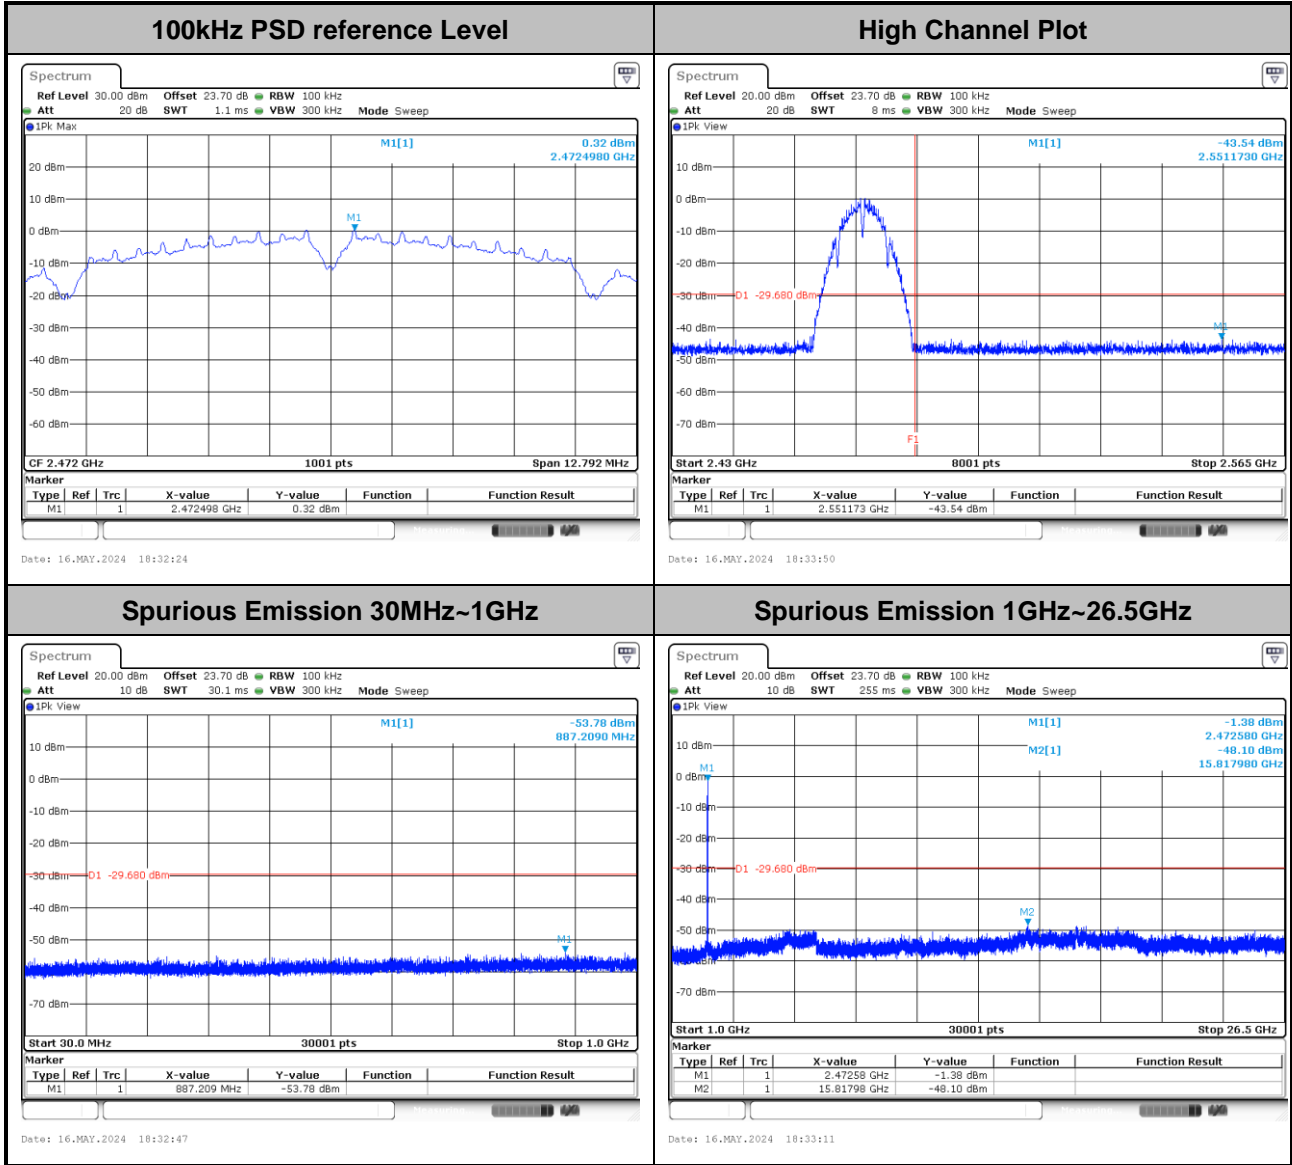 100kHz PSD reference Level
Spectrum
Ref Level 30.00 dBm Offset 23.70 dB RBW 100 kHz
Att 20 dB SWT 1.1 ms VBW 300 kHz Mode Sweep
1Pk Max
M1[1] 0.32 dBm
2.4724980 GHz
20 dBm
10 dBm
M1
0 dBm
-10 dBm
-20 dBm
-30 dBm
-40 dBm
-50 dBm
-60 dBm
CF 2.472 GHz 1001 pts Span 12.792 MHz
Marker
Type Ref Trc X-value Y-value Function Function Result
M1 1 2.472498 GHz 0.32 dBm
Date: 16.MAY.2024 18:32:24
High Channel Plot
Spectrum
Ref Level 20.00 dBm Offset 23.70 dB RBW 100 kHz
Att 20 dB SWT 8 ms VBW 300 kHz Mode Sweep
1Pk View
M1[1] -43.54 dBm
2.5511730 GHz
10 dBm
0 dBm
-10 dBm
-20 dBm
-30 dBm D1 -29.680 dBm
M1
-40 dBm
-50 dBm
-60 dBm
-70 dBm
F1
Start 2.43 GHz 8001 pts Stop 2.565 GHz
Marker
Type Ref Trc X-value Y-value Function Function Result
M1 1 2.551173 GHz -43.54 dBm
Date: 16.MAY.2024 18:33:50
Spurious Emission 30MHz~1GHz
Spectrum
Ref Level 20.00 dBm Offset 23.70 dB RBW 100 kHz
Att 10 dB SWT 30.1 ms VBW 300 kHz Mode Sweep
1Pk View
M1[1] -53.78 dBm
887.2090 MHz
10 dBm
0 dBm
-10 dBm
-20 dBm
-30 dBm D1 -29.680 dBm
-40 dBm
-50 dBm M1
-70 dBm
Start 30.0 MHz 30001 pts Stop 1.0 GHz
Marker
Type Ref Trc X-value Y-value Function Function Result
M1 1 887.209 MHz -53.78 dBm
Date: 16.MAY.2024 18:32:47
Spurious Emission 1GHz~26.5GHz
Spectrum
Ref Level 20.00 dBm Offset 23.70 dB RBW 100 kHz
Att 10 dB SWT 255 ms VBW 300 kHz Mode Sweep
1Pk View
M1[1] -1.38 dBm
2.472580 GHz
10 dBm M2[1] -48.10 dBm
15.817980 GHz
M1
0 dBm
-10 dBm
-20 dBm
-30 dBm D1 -29.680 dBm
-40 dBm
M2
-50 dBm
-70 dBm
Start 1.0 GHz 30001 pts Stop 26.5 GHz
Marker
Type Ref Trc X-value Y-value Function Function Result
M1 1 2.47258 GHz -1.38 dBm
M2 1 15.81798 GHz -48.10 dBm
Date: 16.MAY.2024 18:33:11